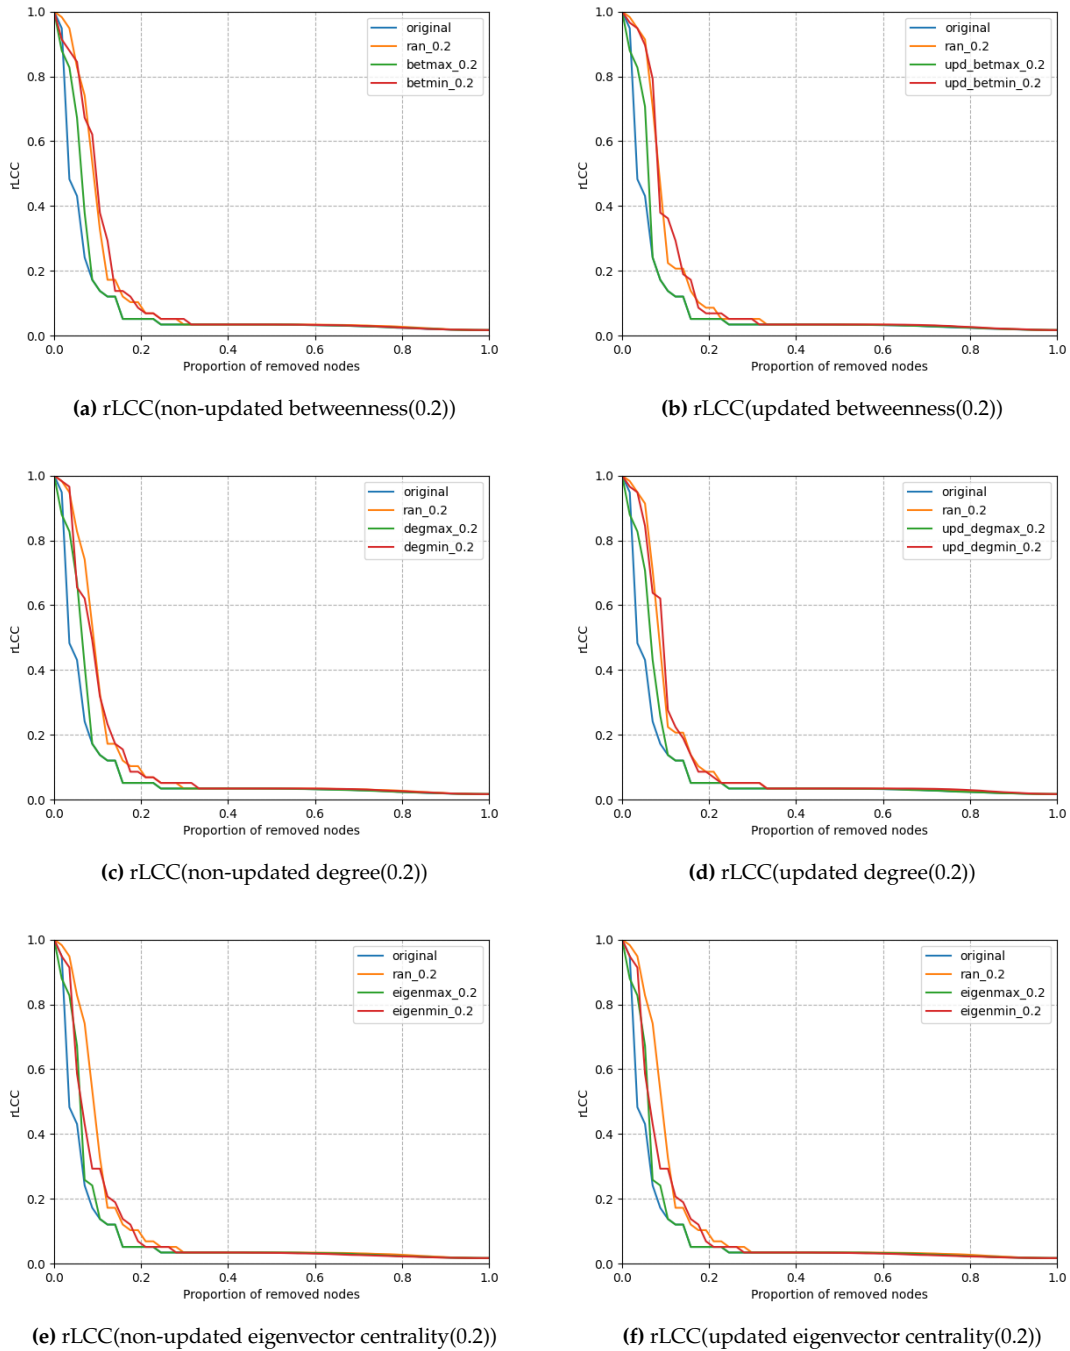 1.0
0.8
0.6
0.4
0.2
0.0
rLCC
0.0 0.2 0.4 0.6 0.8 1.0
Proportion of removed nodes
original
ran_0.2
betmax_0.2
betmin_0.2
(a) rLCC(non-updated betweenness(0.2))
1.0
0.8
0.6
0.4
0.2
0.0
rLCC
0.0 0.2 0.4 0.6 0.8 1.0
Proportion of removed nodes
original
ran_0.2
upd_betmax_0.2
upd_betmin_0.2
(b) rLCC(updated betweenness(0.2))
1.0
0.8
0.6
0.4
0.2
0.0
rLCC
0.0 0.2 0.4 0.6 0.8 1.0
Proportion of removed nodes
original
ran_0.2
degmax_0.2
degmin_0.2
(c) rLCC(non-updated degree(0.2))
1.0
0.8
0.6
0.4
0.2
0.0
rLCC
0.0 0.2 0.4 0.6 0.8 1.0
Proportion of removed nodes
original
ran_0.2
upd_degmax_0.2
upd_degmin_0.2
(d) rLCC(updated degree(0.2))
1.0
0.8
0.6
0.4
0.2
0.0
rLCC
0.0 0.2 0.4 0.6 0.8 1.0
Proportion of removed nodes
original
ran_0.2
eigenmax_0.2
eigenmin_0.2
(e) rLCC(non-updated eigenvector centrality(0.2))
1.0
0.8
0.6
0.4
0.2
0.0
rLCC
0.0 0.2 0.4 0.6 0.8 1.0
Proportion of removed nodes
original
ran_0.2
eigenmax_0.2
eigenmin_0.2
(f) rLCC(updated eigenvector centrality(0.2))